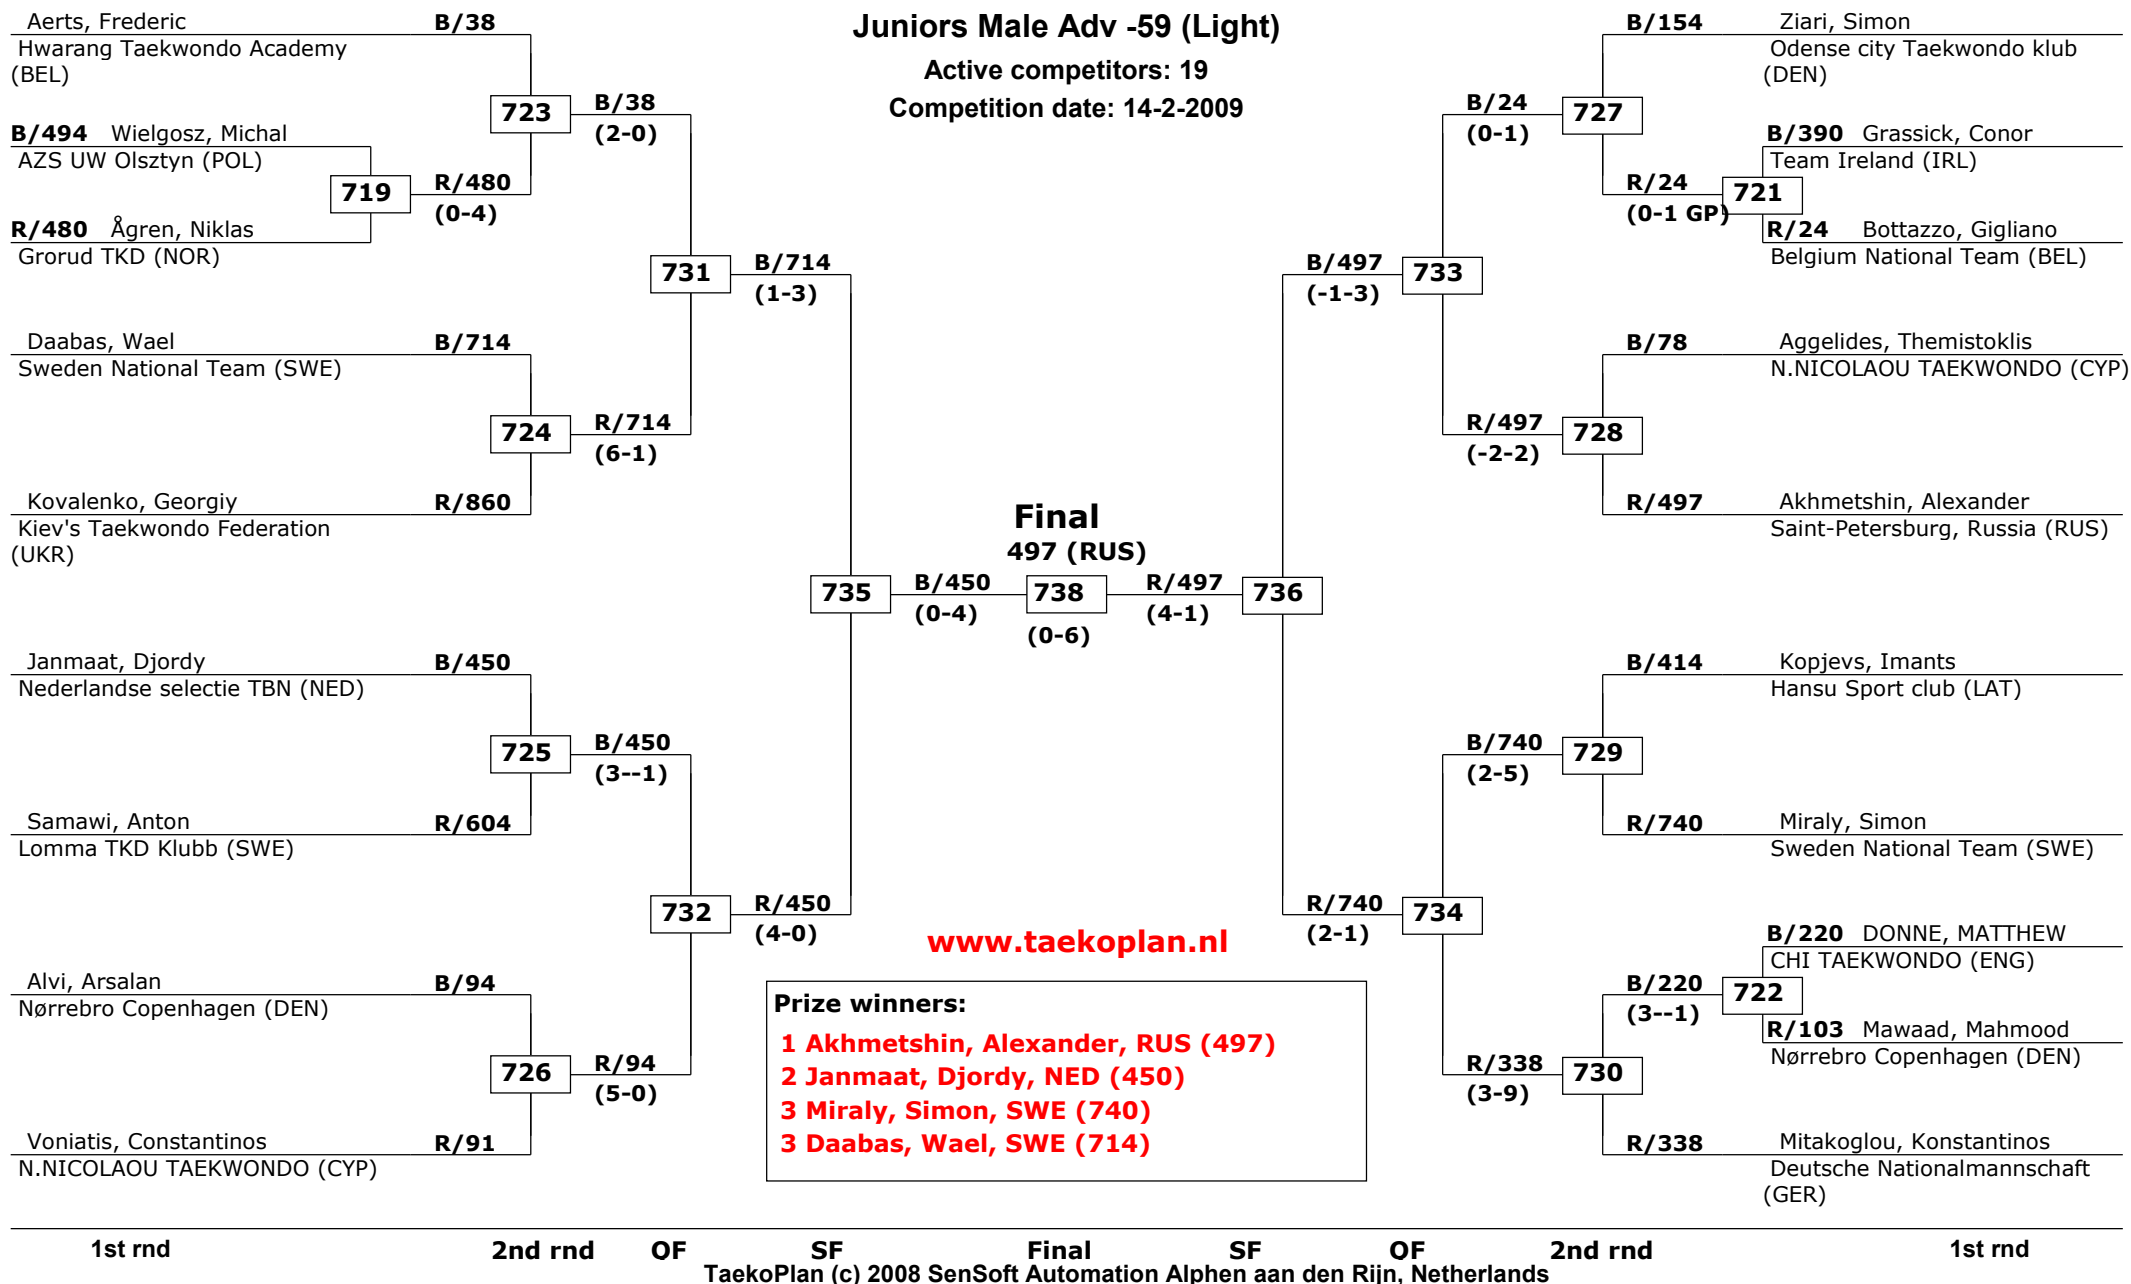 Juniors Male Adv -59 (Light)
Active competitors: 19
Competition date: 14-2-2009
Aerts, Frederic B/38
Hwarang Taekwondo Academy
(BEL)
723
B/38
(2-0)
B/494 Wielgosz, Michal
AZS UW Olsztyn (POL)
719
R/480
(0-4)
R/480 Ågren, Niklas
Grorud TKD (NOR)
731
B/714
(1-3)
Daabas, Wael B/714
Sweden National Team (SWE)
724
R/714
(6-1)
Kovalenko, Georgiy R/860
Kiev's Taekwondo Federation
(UKR)
735
B/450
(0-4)
Janmaat, Djordy B/450
Nederlandse selectie TBN (NED)
725
B/450
(3--1)
Samawi, Anton R/604
Lomma TKD Klubb (SWE)
732
R/450
(4-0)
Alvi, Arsalan B/94
Nørrebro Copenhagen (DEN)
726
R/94
(5-0)
Voniatis, Constantinos R/91
N.NICOLAOU TAEKWONDO (CYP)
Final
497 (RUS)
738
(0-6)
R/497
(4-1)
736
B/154 Ziari, Simon
Odense city Taekwondo klub
(DEN)
B/24
(0-1)
727
B/390 Grassick, Conor
Team Ireland (IRL)
R/24
(0-1 GP)
721
R/24 Bottazzo, Gigliano
Belgium National Team (BEL)
B/497
(-1-3)
733
B/78 Aggelides, Themistoklis
N.NICOLAOU TAEKWONDO (CYP)
R/497
(-2-2)
728
R/497 Akhmetshin, Alexander
Saint-Petersburg, Russia (RUS)
B/414 Kopjevs, Imants
Hansu Sport club (LAT)
B/740
(2-5)
729
R/740 Miraly, Simon
Sweden National Team (SWE)
R/740
(2-1)
734
B/220 DONNE, MATTHEW
CHI TAEKWONDO (ENG)
B/220
(3--1)
722
R/103 Mawaad, Mahmood
Nørrebro Copenhagen (DEN)
R/338
(3-9)
730
R/338 Mitakoglou, Konstantinos
Deutsche Nationalmannschaft
(GER)
www.taekoplan.nl
Prize winners:
1 Akhmetshin, Alexander, RUS (497)
2 Janmaat, Djordy, NED (450)
3 Miraly, Simon, SWE (740)
3 Daabas, Wael, SWE (714)
1st rnd 2nd rnd QF SF Final SF QF 2nd rnd 1st rnd
TaekoPlan (c) 2008 SenSoft Automation Alphen aan den Rijn, Netherlands